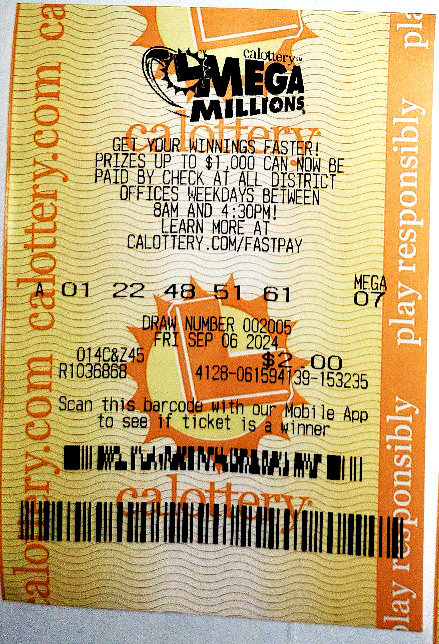 calottery℠
MEGA
MILLIONS
calottery
GET YOUR WINNINGS FASTER!
PRIZES UP TO $1,000 CAN NOW BE
PAID BY CHECK AT ALL DISTRICT
OFFICES WEEKDAYS BETWEEN
8AM AND 4:30PM!
LEARN MORE AT
CALOTTERY.COM/FASTPAY
MEGA
A 01 22 48 51 61 07
DRAW NUMBER 002005
FRI SEP 06 2024
014C&Z45 $2.00
R1036868 4128-061594139-153235
Scan this barcode with our Mobile App
to see if ticket is a winner
calottery
calottery.com calottery.com ca
play responsibly play responsibly pla